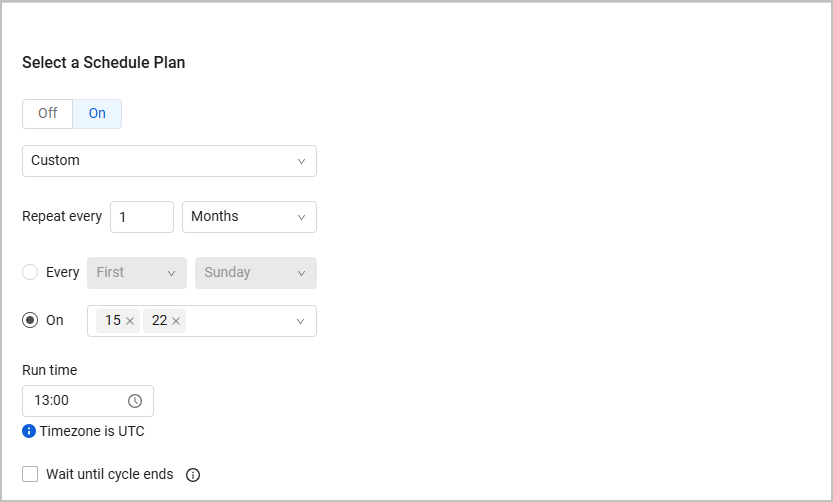 Select a Schedule Plan
Off On
Custom
Repeat every 1 Months
Every First Sunday
On 15 22
Run time
13:00
Timezone is UTC
Wait until cycle ends